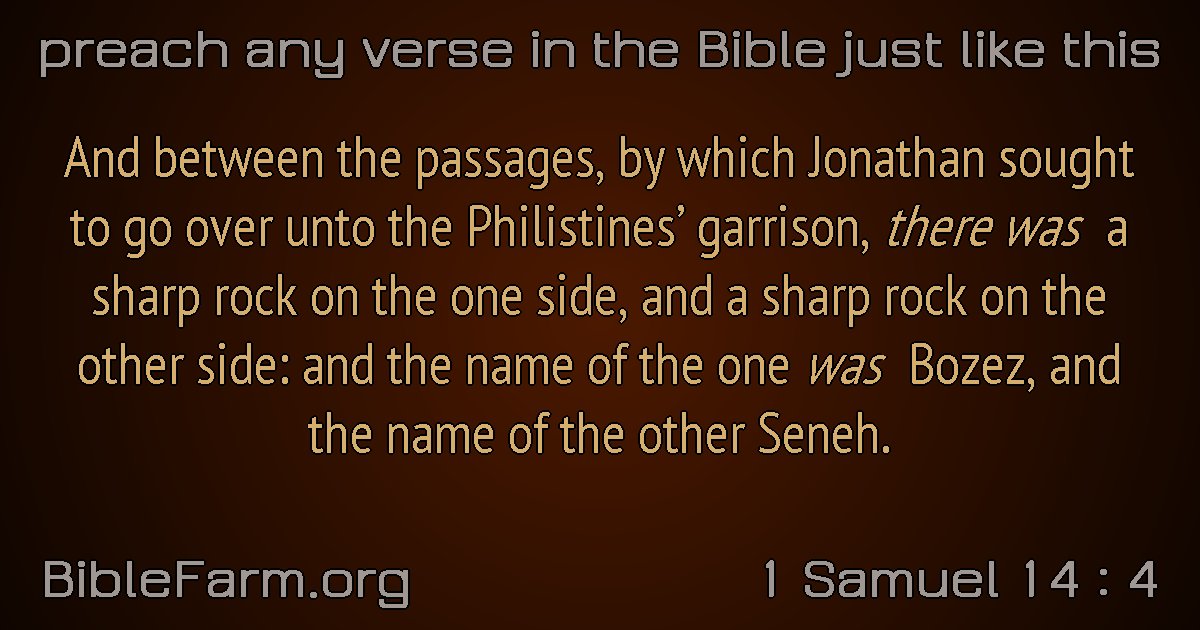 preach any verse in the Bible just like this
And between the passages, by which Jonathan sought
to go over unto the Philistines’ garrison, there was a
sharp rock on the one side, and a sharp rock on the
other side: and the name of the one was Bozez, and
the name of the other Seneh.
BibleFarm.org
1 Samuel 14 : 4